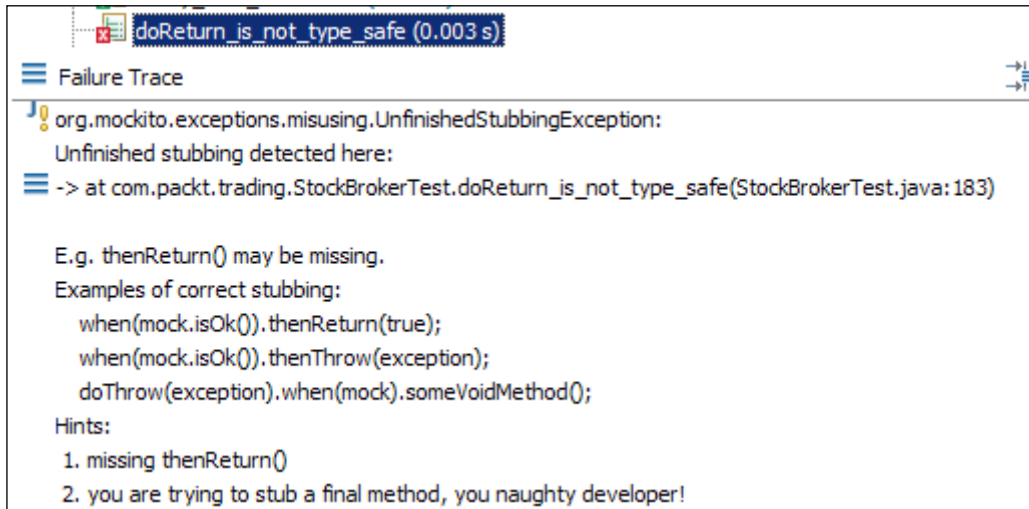 doReturn_is_not_type_safe (0.003 s)
Failure Trace
org.mockito.exceptions.misusing.UnfinishedStubbingException:
Unfinished stubbing detected here:
-> at com.packt.trading.StockBrokerTest.doReturn_is_not_type_safe(StockBrokerTest.java:183)
E.g. thenReturn() may be missing.
Examples of correct stubbing:
when(mock.isOk()).thenReturn(true);
when(mock.isOk()).thenThrow(exception);
doThrow(exception).when(mock).someVoidMethod();
Hints:
1. missing thenReturn()
2. you are trying to stub a final method, you naughty developer!